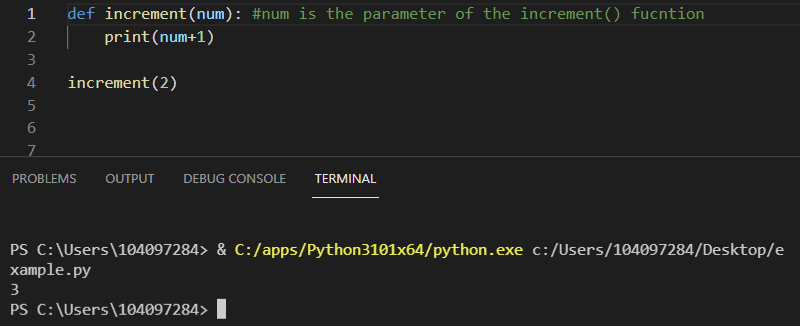 1 def increment(num): #num is the parameter of the increment() fucntion
2     print(num+1)
3
4 increment(2)
5
6
7
PROBLEMS OUTPUT DEBUG CONSOLE TERMINAL
PS C:\Users\104097284> & C:/apps/Python3101x64/python.exe c:/Users/104097284/Desktop/e
xample.py
3
PS C:\Users\104097284>